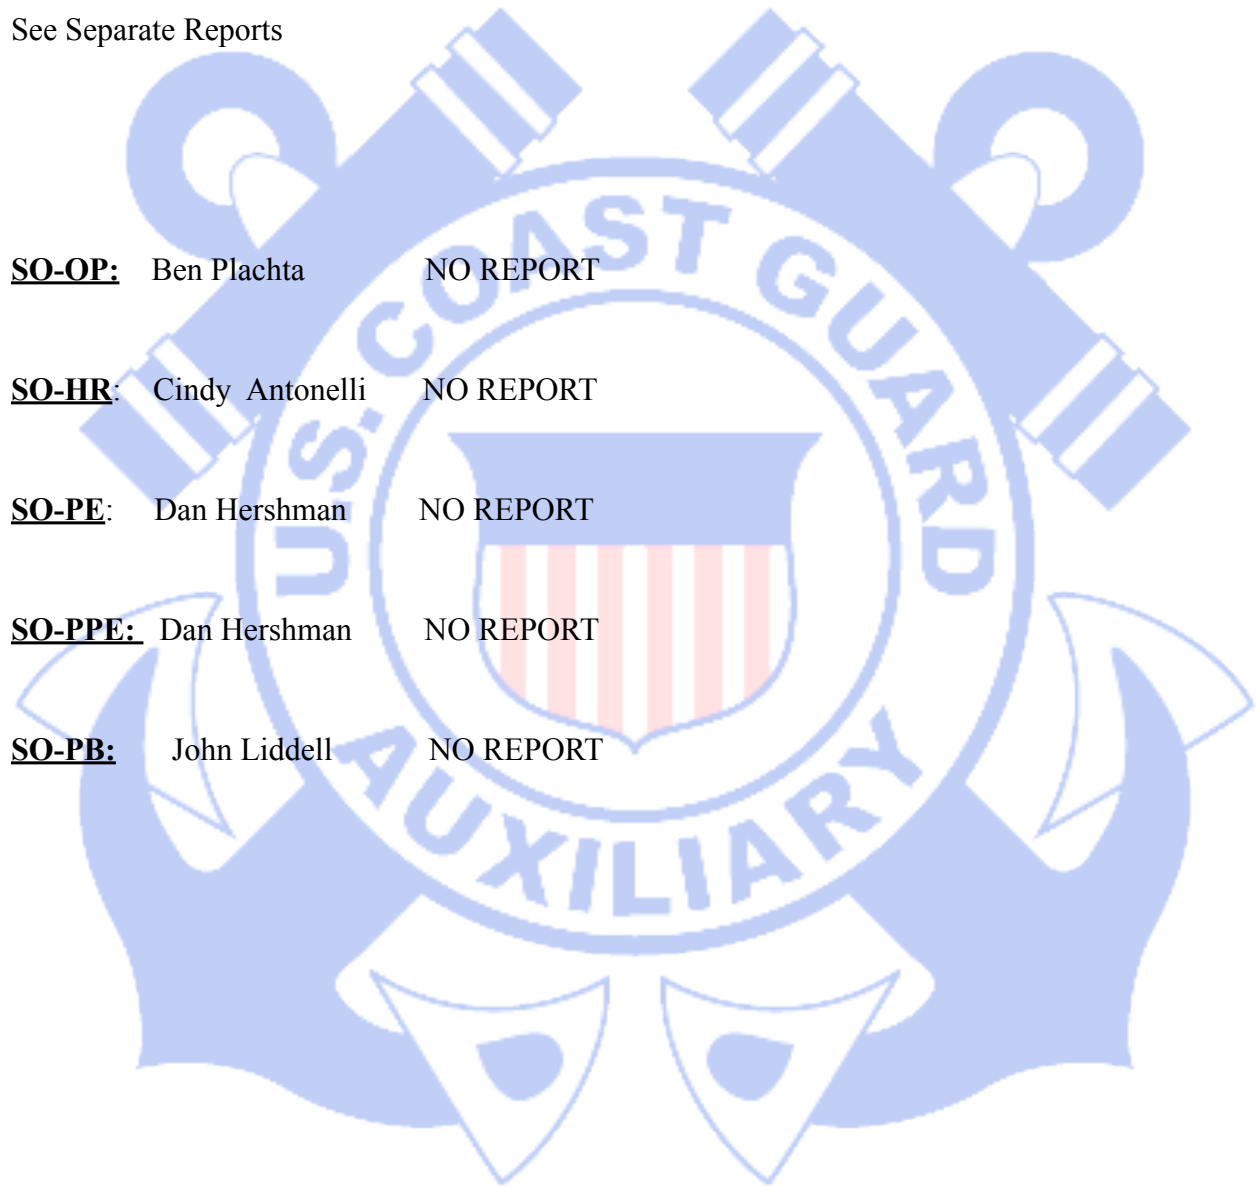 See Separate Reports
SO-OP: Ben Plachta NO REPORT
SO-HR: Cindy Antonelli NO REPORT
SO-PE: Dan Hershman NO REPORT
SO-PPE: Dan Hershman NO REPORT
SO-PB: John Liddell NO REPORT
U.S. COAST GUARD
AUXILIARY